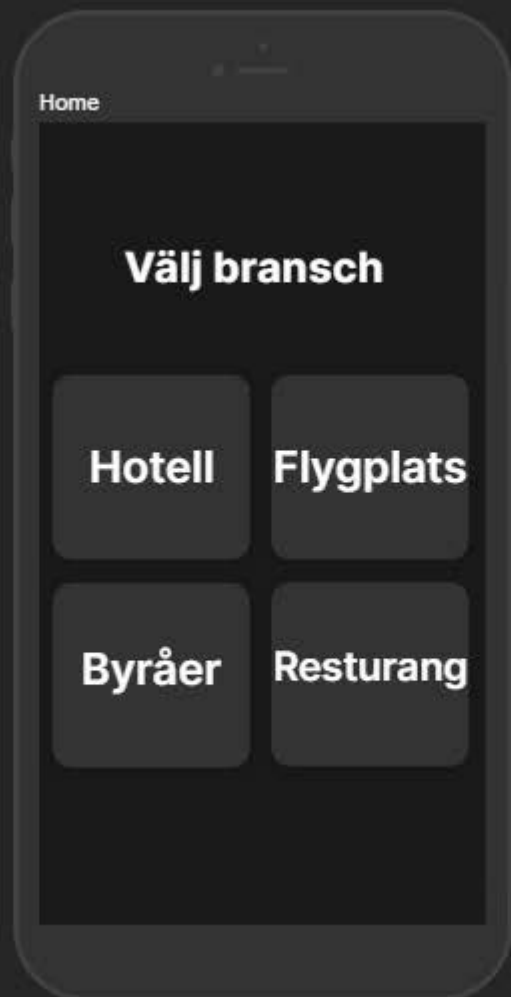 Home
Välj bransch
Hotell
Flygplats
Byråer
Resturang